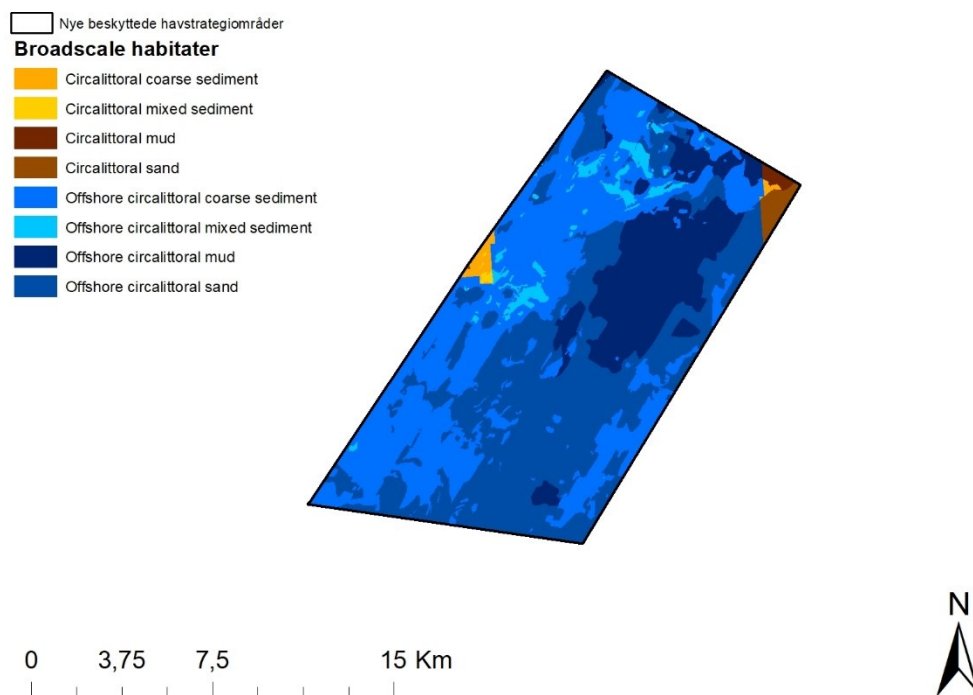 Nye beskyttede havstrategiområder
Broadscale habitater
Circalittoral coarse sediment
Circalittoral mixed sediment
Circalittoral mud
Circalittoral sand
Offshore circalittoral coarse sediment
Offshore circalittoral mixed sediment
Offshore circalittoral mud
Offshore circalittoral sand
N
0 3,75 7,5 15 Km